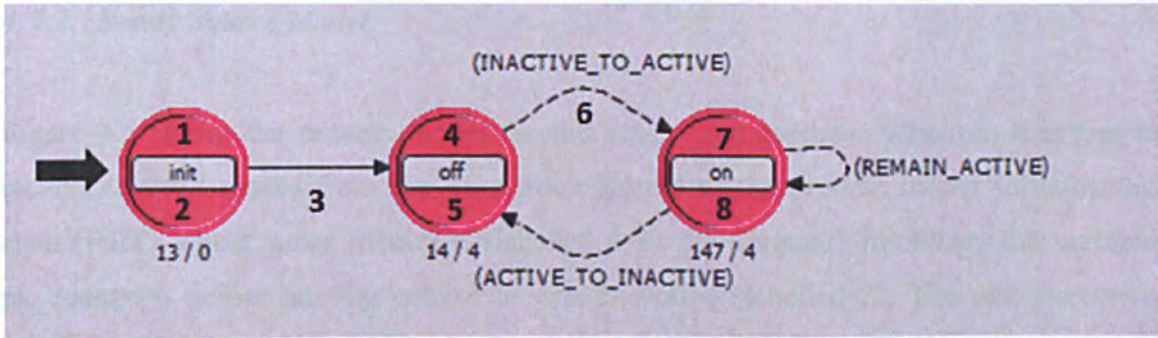 (INACTIVE_TO_ACTIVE)
1
4
6
7
init
off
on
(REMAIN_ACTIVE)
2
3
5
8
13 / 0
14 / 4
(ACTIVE_TO_INACTIVE)
147 / 4